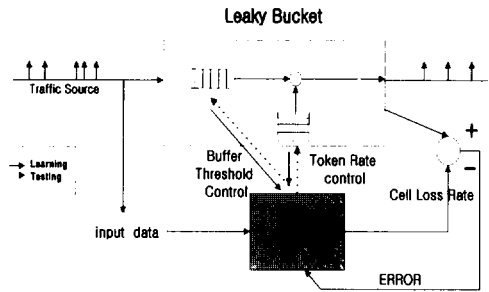 Leaky Bucket
Traffic Source
Learning
Testing
Buffer
Threshold
Control
Token Rate
control
+
−
Cell Loss Rate
input data
ERROR